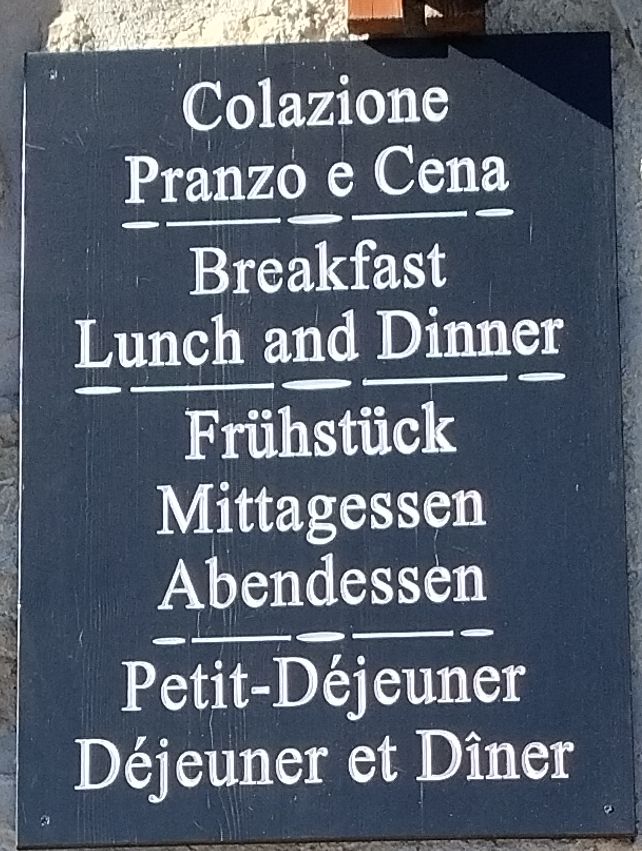 Colazione
Pranzo e Cena
Breakfast
Lunch and Dinner
Frühstück
Mittagessen
Abendessen
Petit-Déjeuner
Déjeuner et Dîner